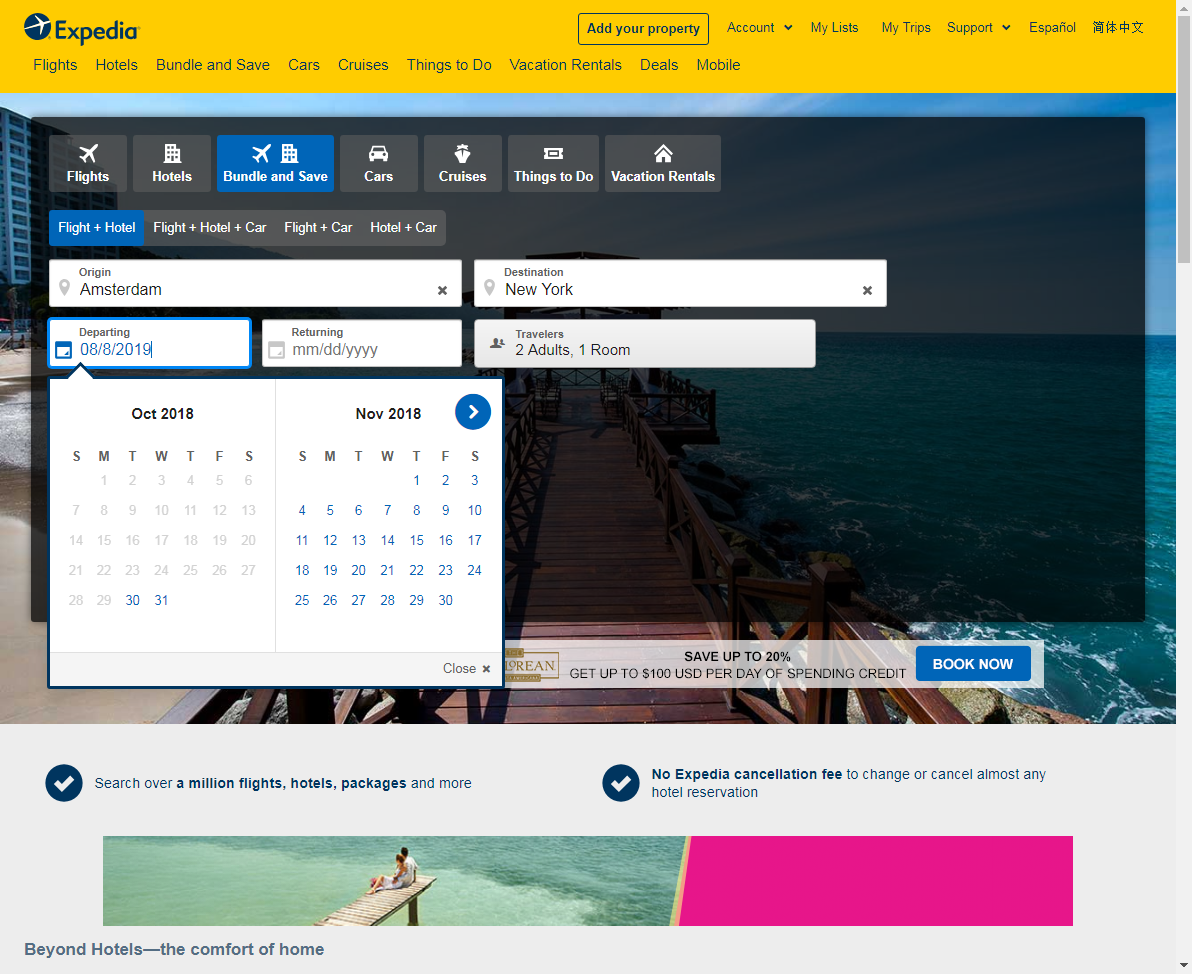 Expedia
Add your property
Account
My Lists
My Trips
Support
Español
简体中文
Flights
Hotels
Bundle and Save
Cars
Cruises
Things to Do
Vacation Rentals
Deals
Mobile
Flights
Hotels
Bundle and Save
Cars
Cruises
Things to Do
Vacation Rentals
Flight + Hotel
Flight + Hotel + Car
Flight + Car
Hotel + Car
Origin
Amsterdam
Destination
New York
Departing
08/8/2019
Returning
mm/dd/yyyy
Travelers
2 Adults, 1 Room
Oct 2018
S M T W T F S
1 2 3 4 5 6
7 8 9 10 11 12 13
14 15 16 17 18 19 20
21 22 23 24 25 26 27
28 29 30 31
Nov 2018
S M T W T F S
1 2 3
4 5 6 7 8 9 10
11 12 13 14 15 16 17
18 19 20 21 22 23 24
25 26 27 28 29 30
Close
SAVE UP TO 20%
GET UP TO $100 USD PER DAY OF SPENDING CREDIT
BOOK NOW
Search over a million flights, hotels, packages and more
No Expedia cancellation fee to change or cancel almost any
hotel reservation
Beyond Hotels—the comfort of home